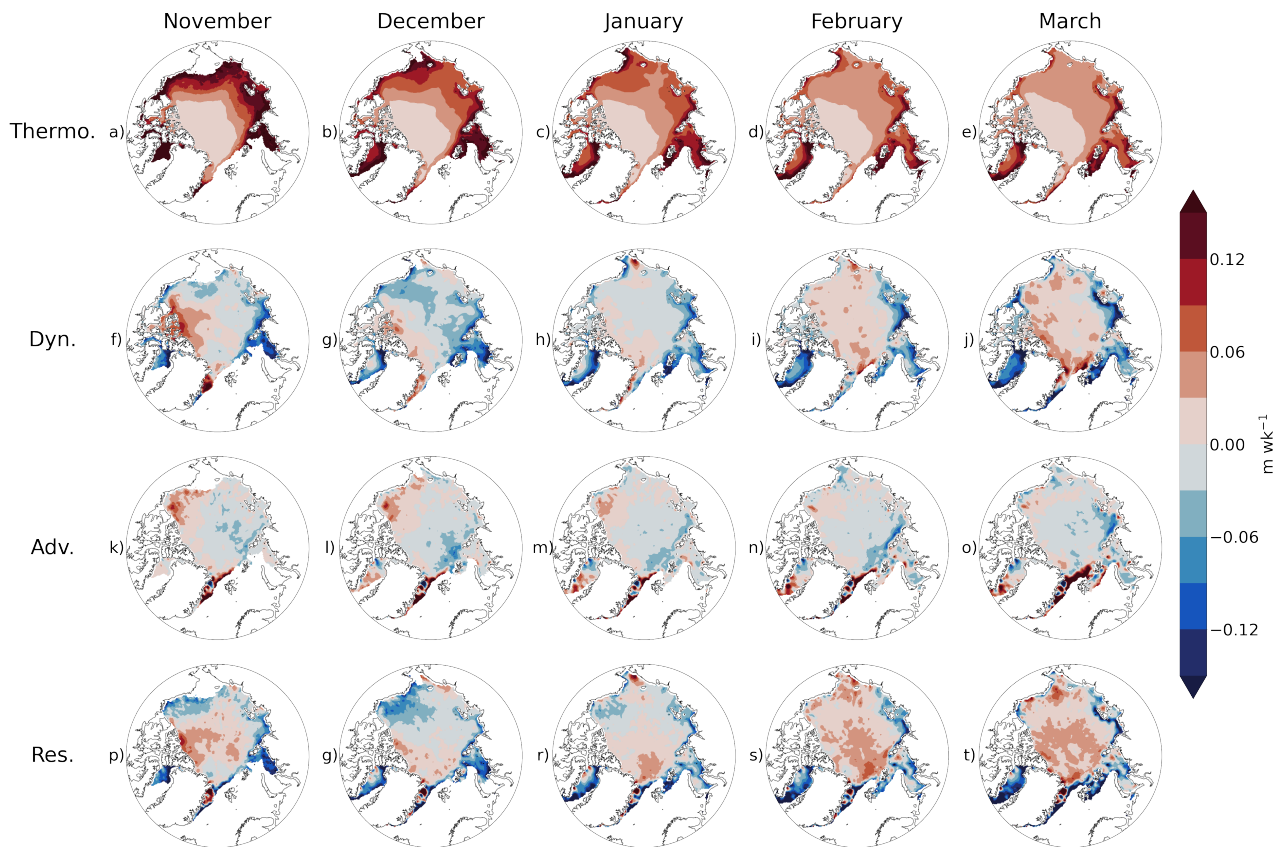 November December January February March
Thermo. a) b) c) d) e)
Dyn. f) g) h) i) j)
Adv. k) l) m) n) o)
Res. p) g) r) s) t)
0.12
0.06
0.00
−0.06
−0.12
m wk⁻¹